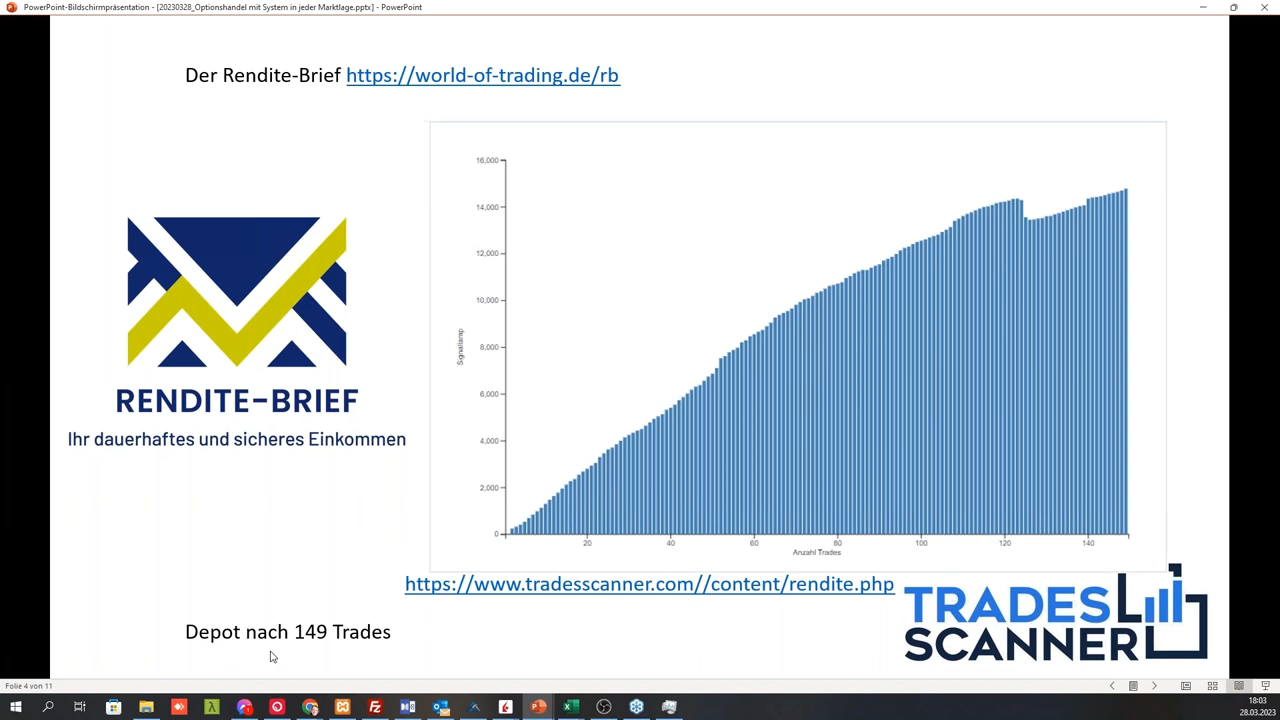 PowerPoint-Bildschirmpräsentation - [20230328_Optionshandel mit System in jeder Marktlage.pptx] - PowerPoint
Der Rendite-Brief https://world-of-trading.de/rb
RENDITE-BRIEF
Ihr dauerhaftes und sicheres Einkommen
16,000
14,000
12,000
10,000
8,000
6,000
4,000
2,000
0
20 40 60 80 100 120 140
Anzahl Trades
https://www.tradesscanner.com//content/rendite.php
TRADES
SCANNER
Depot nach 149 Trades
Folie 4 von 11
18:03
28.03.2023